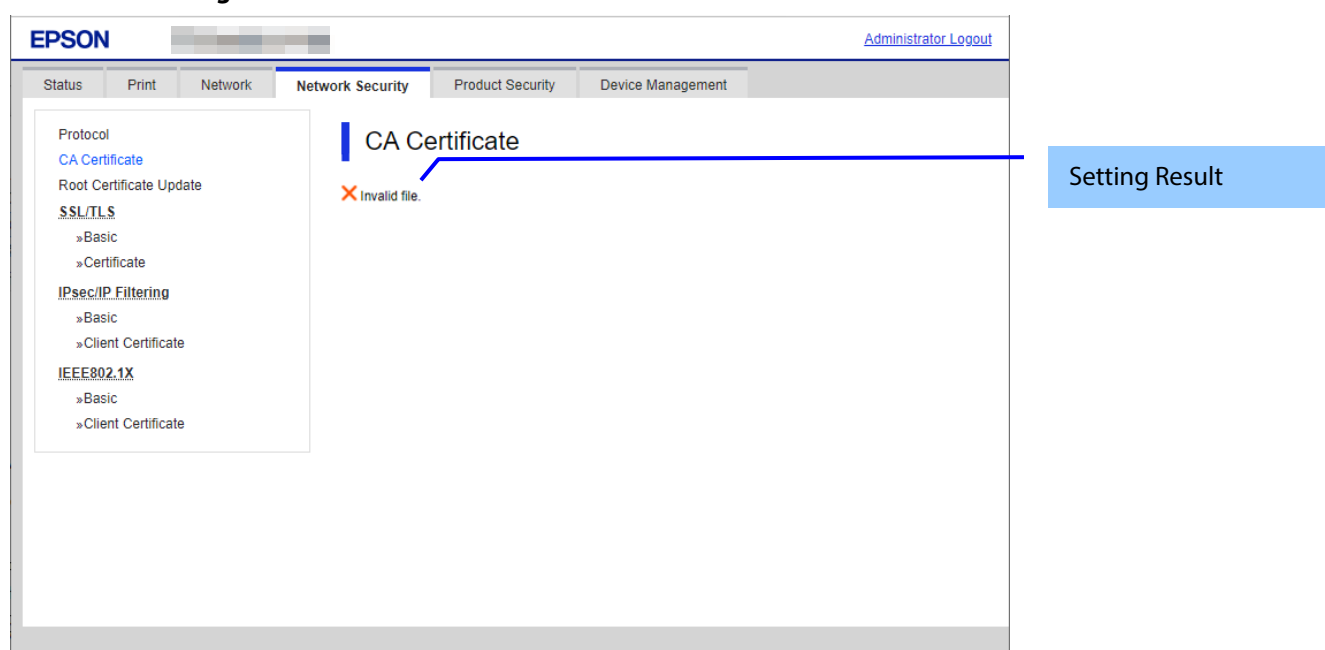 EPSON
Administrator Logout
Status Print Network Network Security Product Security Device Management
Protocol
CA Certificate
Root Certificate Update
SSL/TLS
»Basic
»Certificate
IPsec/IP Filtering
»Basic
»Client Certificate
IEEE802.1X
»Basic
»Client Certificate
CA Certificate
Invalid file.
Setting Result